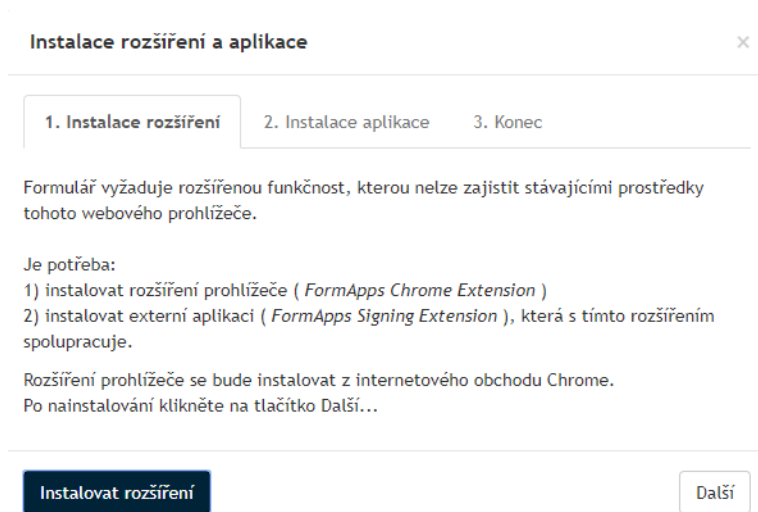 Instalace rozšíření a aplikace ×
1. Instalace rozšíření 2. Instalace aplikace 3. Konec
Formulář vyžaduje rozšířenou funkčnost, kterou nelze zajistit stávajícími prostředky
tohoto webového prohlížeče.
Je potřeba:
1) instalovat rozšíření prohlížeče ( FormApps Chrome Extension )
2) instalovat externí aplikaci ( FormApps Signing Extension ), která s tímto rozšířením
spolupracuje.
Rozšíření prohlížeče se bude instalovat z internetového obchodu Chrome.
Po nainstalování klikněte na tlačítko Další...
Instalovat rozšíření Další